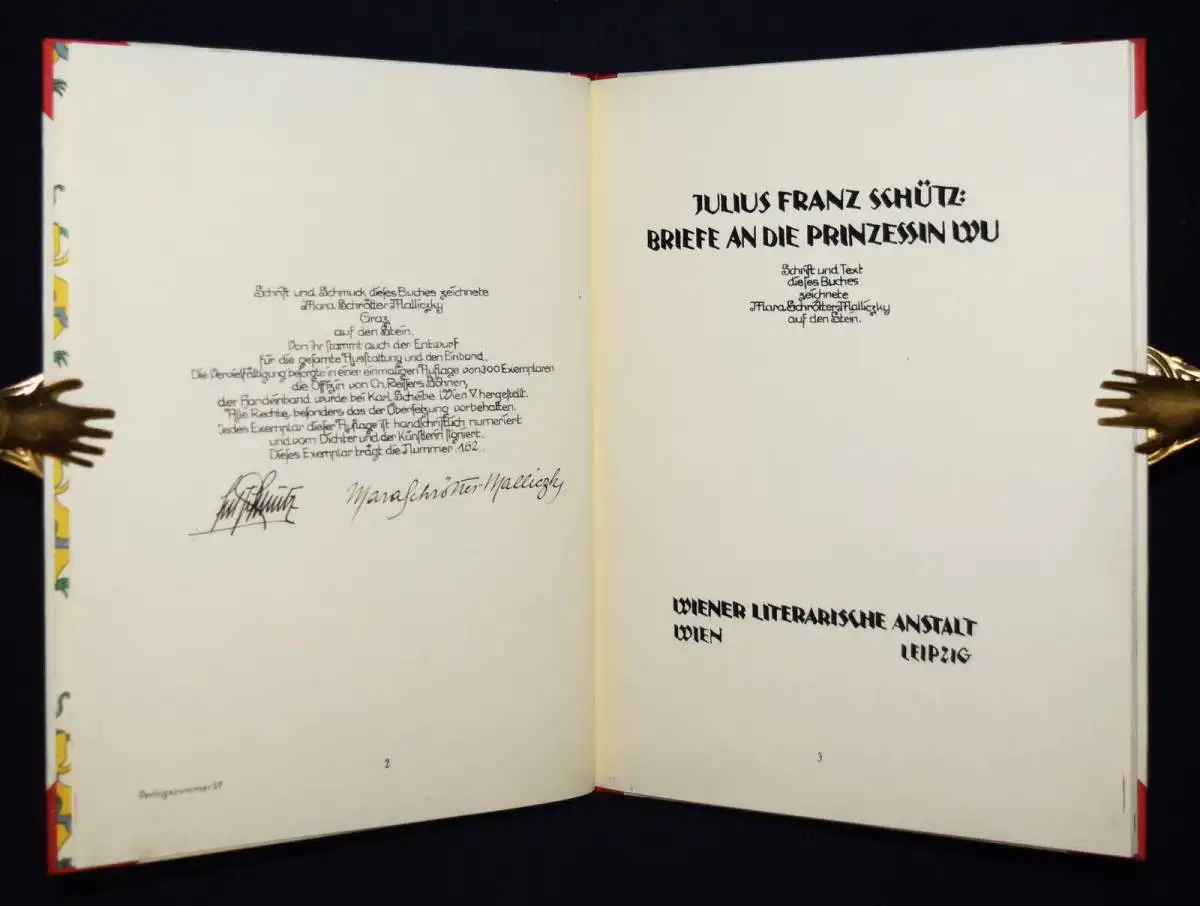 Schrift und Schmuck dieses Buches zeichnete
Mara Schrötter-Malliczky
Graz
auf den Stein.
Von ihr stammt auch der Entwurf
für die gesamte Ausstattung und den Einband.
Die Vervielfältigung besorgte in einer einmaligen Auflage von 300 Exemplaren
die Offizin von Ch. Reissers Söhnen,
der Handenband wurde bei Karl Scheibe Wien V. hergestellt.
Alle Rechte, besonders das der Übersetzung vorbehalten.
Jedes Exemplar dieser Auflage ist handschriftlich numeriert
und vom Dichter und der Künstlerin signiert.
Dieses Exemplar trägt die Nummer 162.
Mara Schrötter-Malliczky
2
Verlagsnummer 57
JULIUS FRANZ SCHÜTZ:
BRIEFE AN DIE PRINZESSIN WU
Schrift und Text
dieses Buches
zeichnete
Mara Schrötter-Malliczky
auf den Stein.
WIENER LITERARISCHE ANSTALT
WIEN
LEIPZIG
3